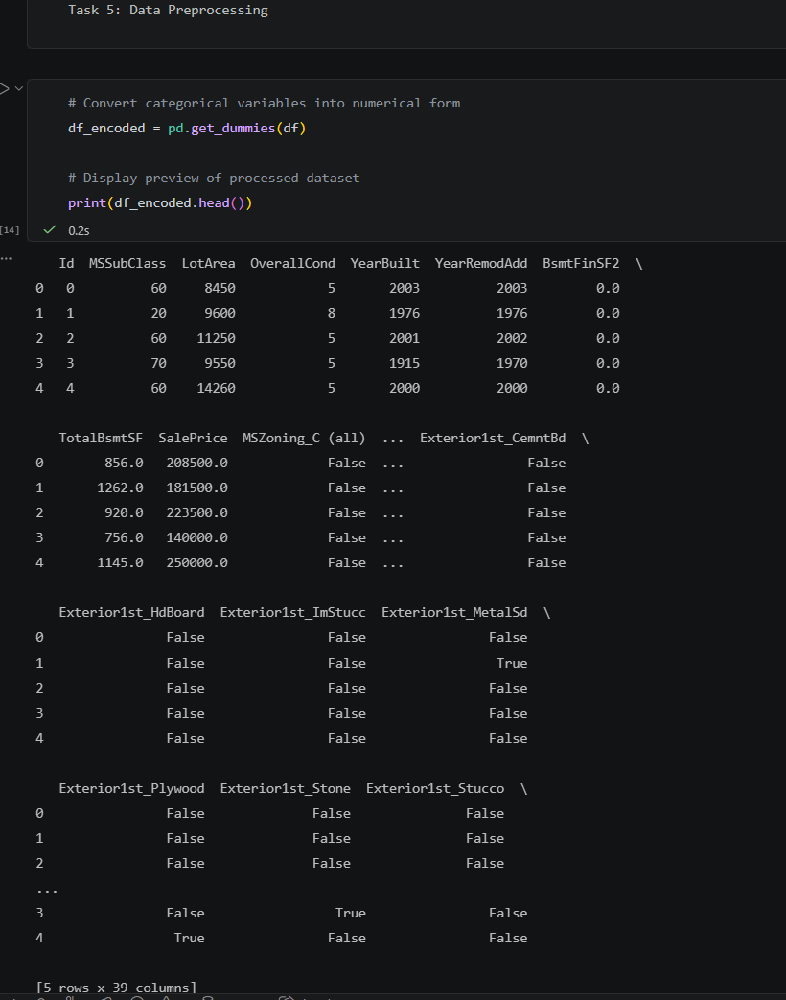 Task 5: Data Preprocessing
# Convert categorical variables into numerical form
df_encoded = pd.get_dummies(df)
# Display preview of processed dataset
print(df_encoded.head())
[14]
0.2s
...
Id  MSSubClass  LotArea  OverallCond  YearBuilt  YearRemodAdd  BsmtFinSF2  \
0   0          60     8450            5       2003          2003         0.0
1   1          20     9600            8       1976          1976         0.0
2   2          60    11250            5       2001          2002         0.0
3   3          70     9550            5       1915          1970         0.0
4   4          60    14260            5       2000          2000         0.0
TotalBsmtSF  SalePrice  MSZoning_C (all)  ...  Exterior1st_CemntBd  \
0        856.0   208500.0             False  ...                False
1       1262.0   181500.0             False  ...                False
2        920.0   223500.0             False  ...                False
3        756.0   140000.0             False  ...                False
4       1145.0   250000.0             False  ...                False
Exterior1st_HdBoard  Exterior1st_ImStucc  Exterior1st_MetalSd  \
0                False                False                False
1                False                False                 True
2                False                False                False
3                False                False                False
4                False                False                False
Exterior1st_Plywood  Exterior1st_Stone  Exterior1st_Stucco  \
0                False              False               False
1                False              False               False
2                False              False               False
...
3                False                 True                False
4                 True                False                False
[5 rows x 39 columns]